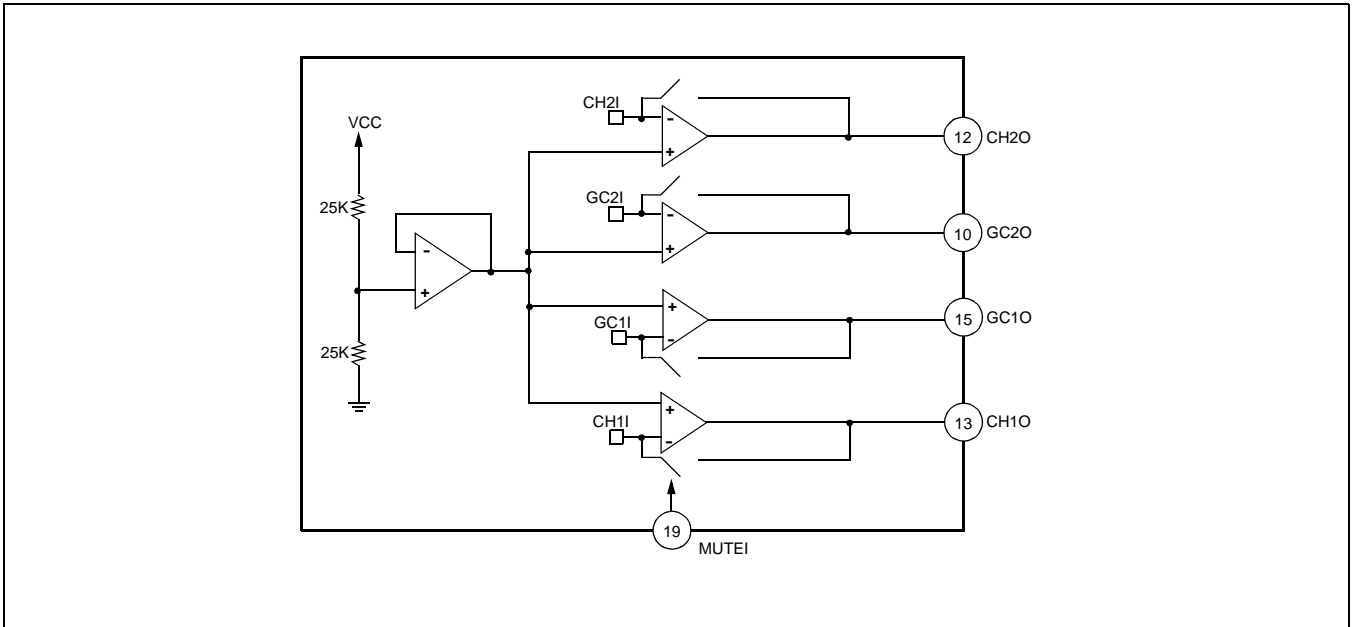 CH2I
-
+
12 CH2O
VCC
25K
GC2I
-
+
10 GC2O
-
+
25K
GC1I
+
-
15 GC1O
CH1I
+
-
13 CH1O
19
MUTEI